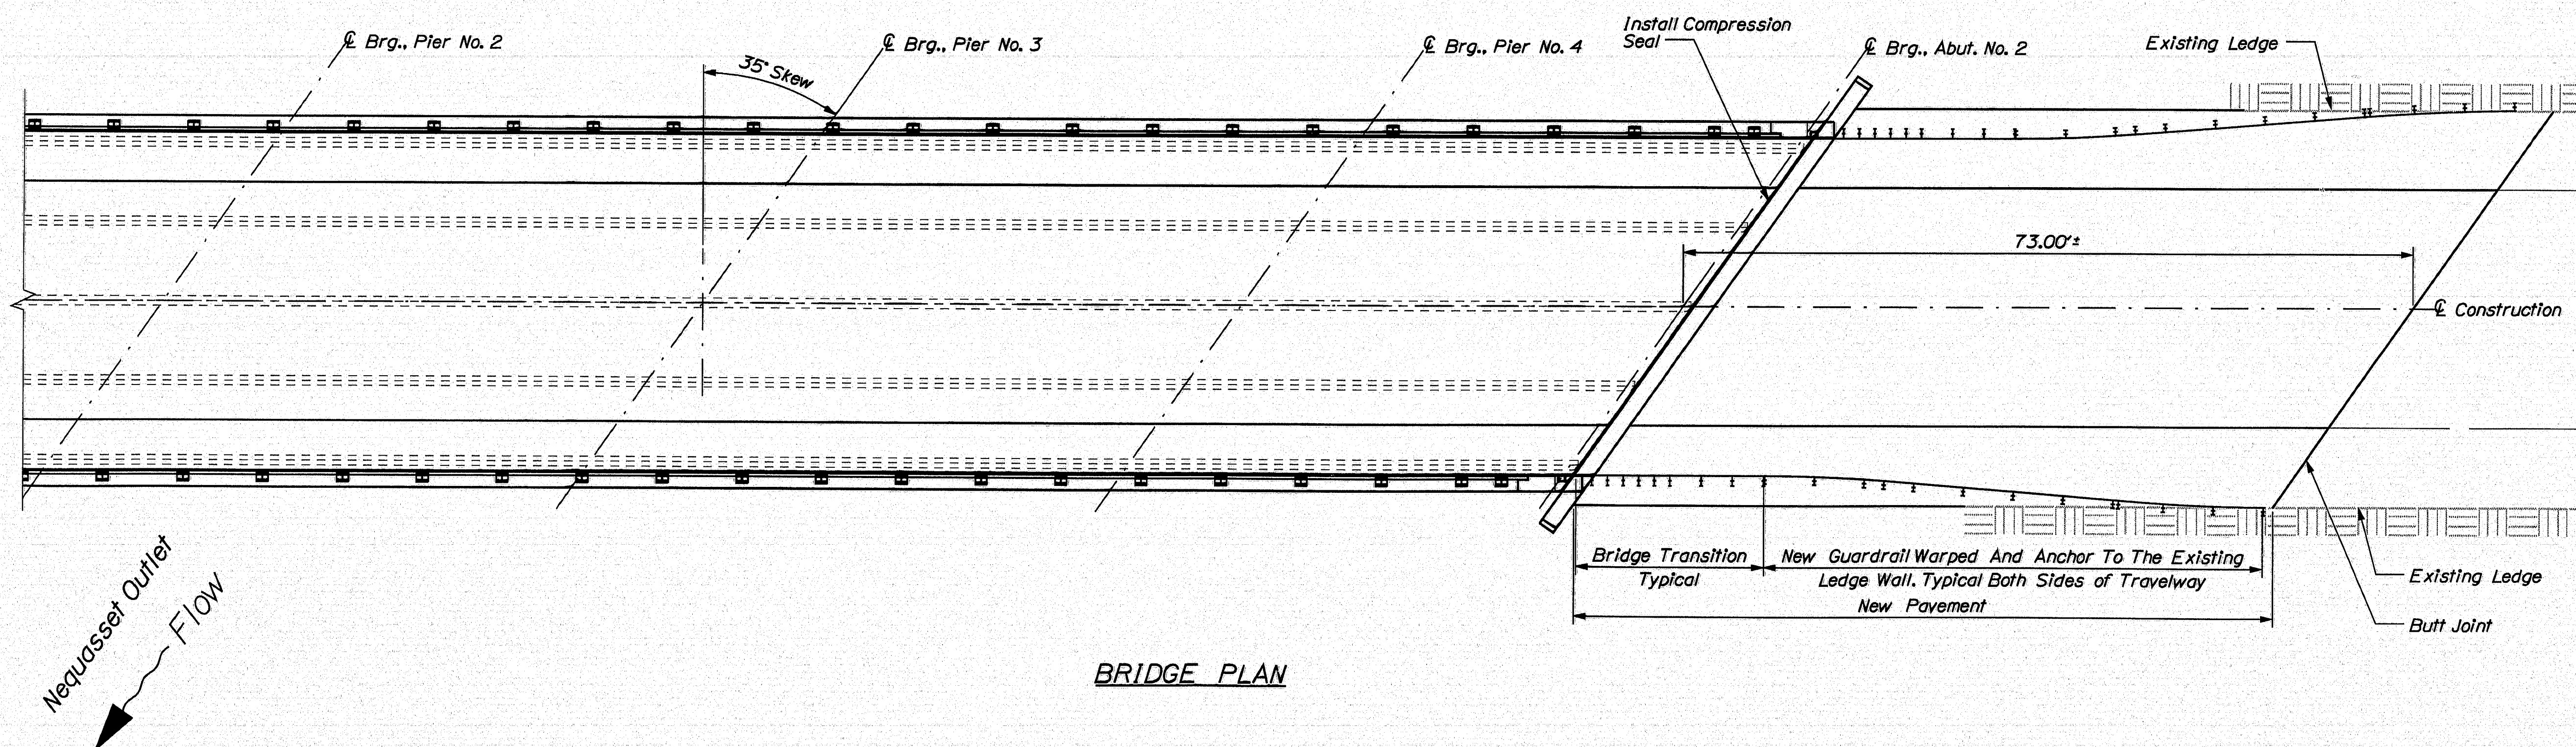 ℄ Brg., Pier No. 2
35° Skew
℄ Brg., Pier No. 3
℄ Brg., Pier No. 4
Install Compression
Seal
℄ Brg., Abut. No. 2
Existing Ledge
73.00'±
℄ Construction
Bridge Transition
Typical
New Guardrail Warped And Anchor To The Existing
Ledge Wall. Typical Both Sides of Travelway
New Pavement
Existing Ledge
Butt Joint
Nequasset Outlet
Flow
BRIDGE PLAN